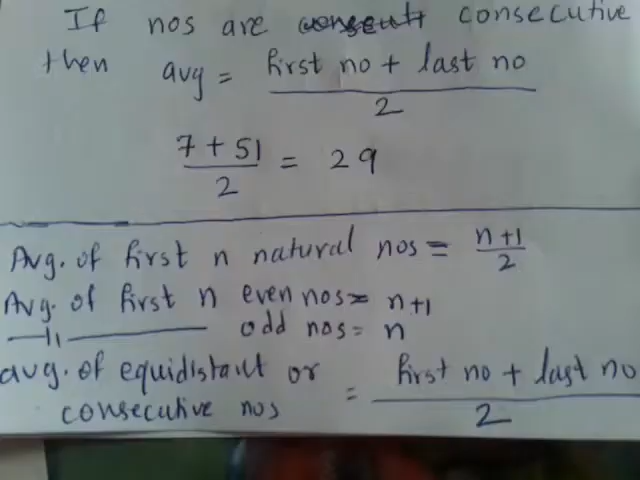 If nos are consecutive
then avg = first no + last no / 2
7 + 51 / 2 = 29
Avg. of first n natural nos = n+1 / 2
Avg. of first n even nos = n+1
—11— odd nos = n
avg. of equidistant or consecutive nos = first no + last no / 2